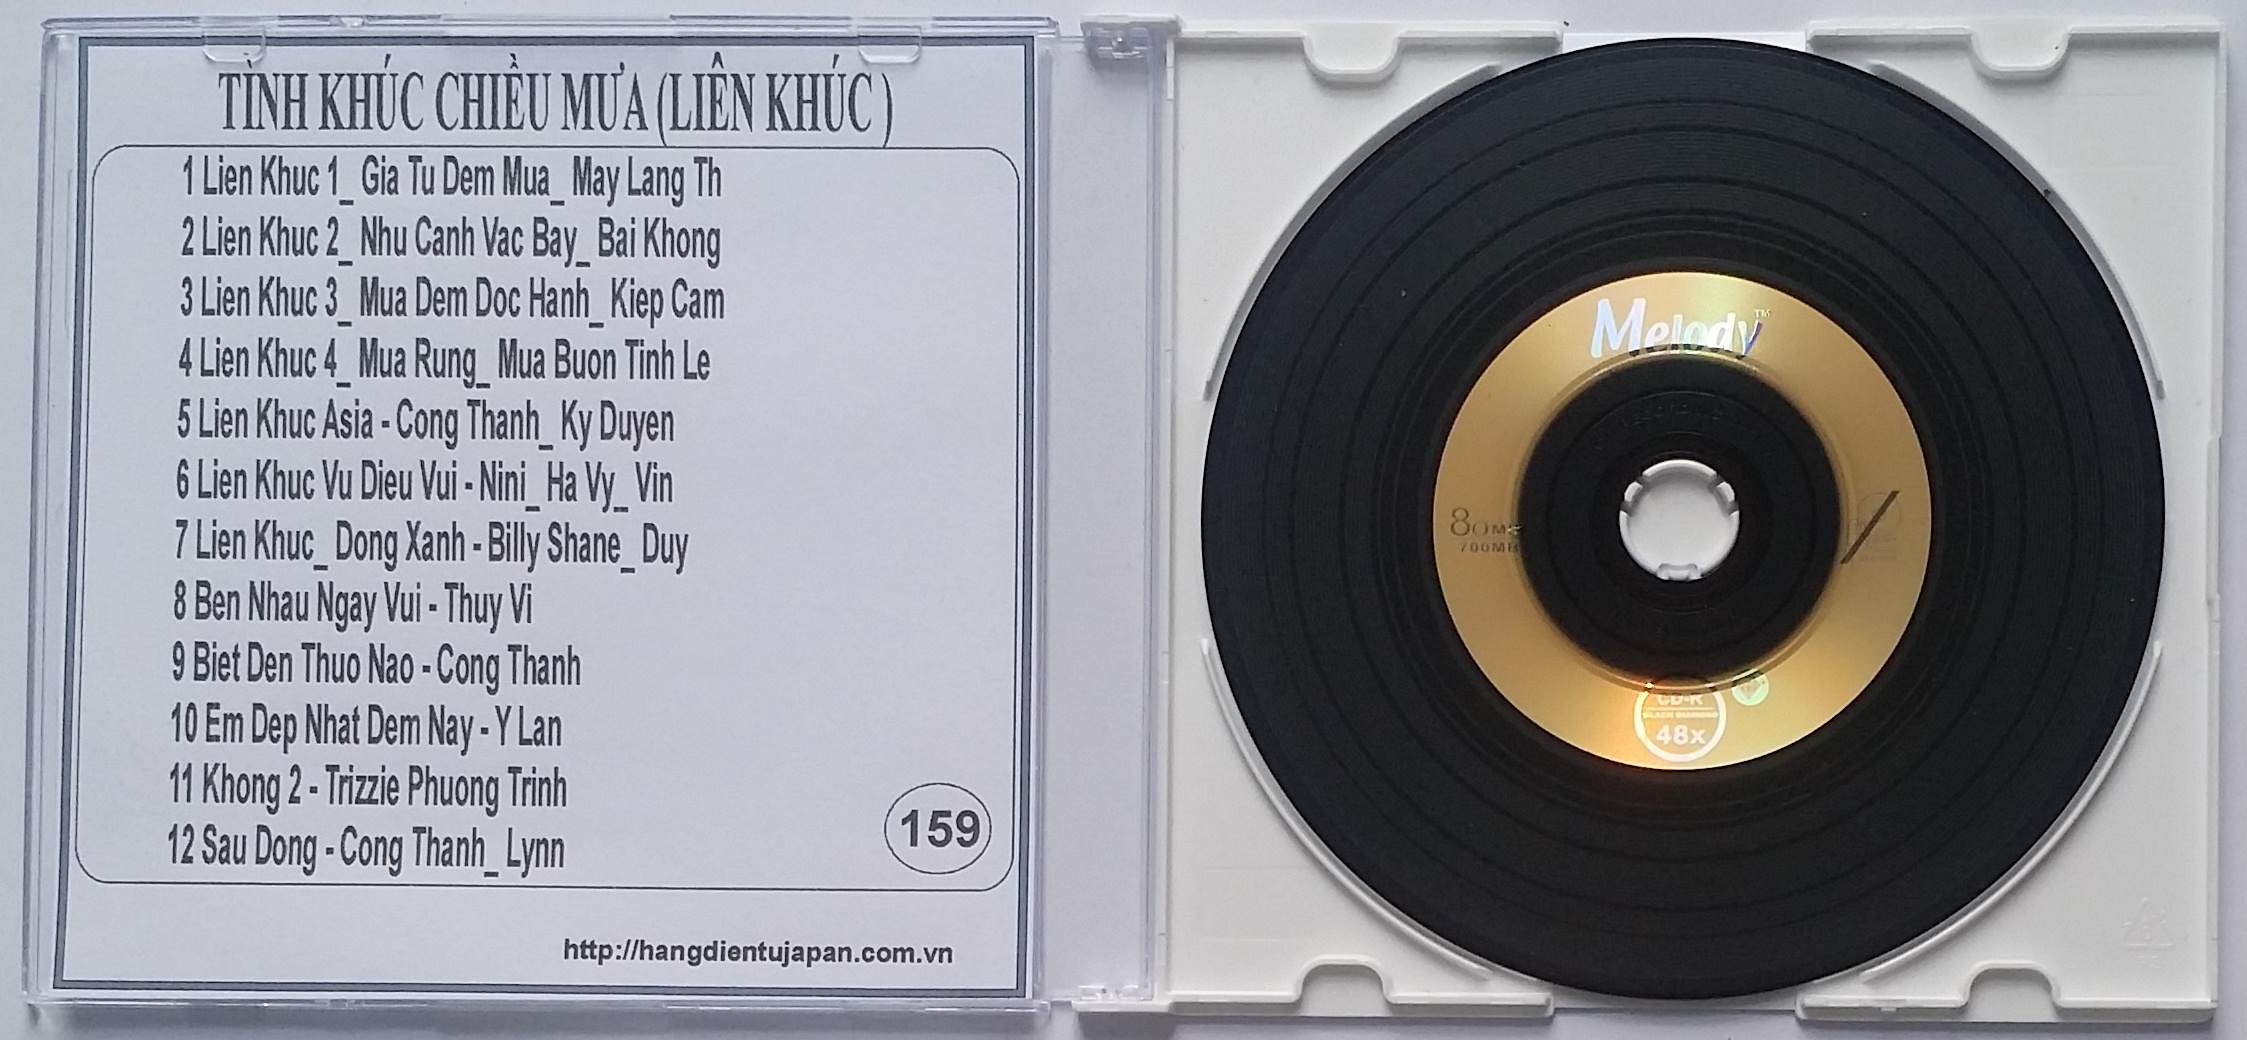 TÌNH KHÚC CHIỀU MƯA (LIÊN KHÚC )
1 Lien Khuc 1_ Gia Tu Dem Mua_ May Lang Th
2 Lien Khuc 2_ Nhu Canh Vac Bay_ Bai Khong
3 Lien Khuc 3_ Mua Dem Doc Hanh_ Kiep Cam
4 Lien Khuc 4_ Mua Rung_ Mua Buon Tinh Le
5 Lien Khuc Asia - Cong Thanh_ Ky Duyen
6 Lien Khuc Vu Dieu Vui - Nini_ Ha Vy_ Vin
7 Lien Khuc_ Dong Xanh - Billy Shane_ Duy
8 Ben Nhau Ngay Vui - Thuy Vi
9 Biet Den Thuo Nao - Cong Thanh
10 Em Dep Nhat Dem Nay - Y Lan
11 Khong 2 - Trizzie Phuong Trinh
12 Sau Dong - Cong Thanh_ Lynn
159
http://hangdientujapan.com.vn
Melody™
80
700MB
CD-R
48x